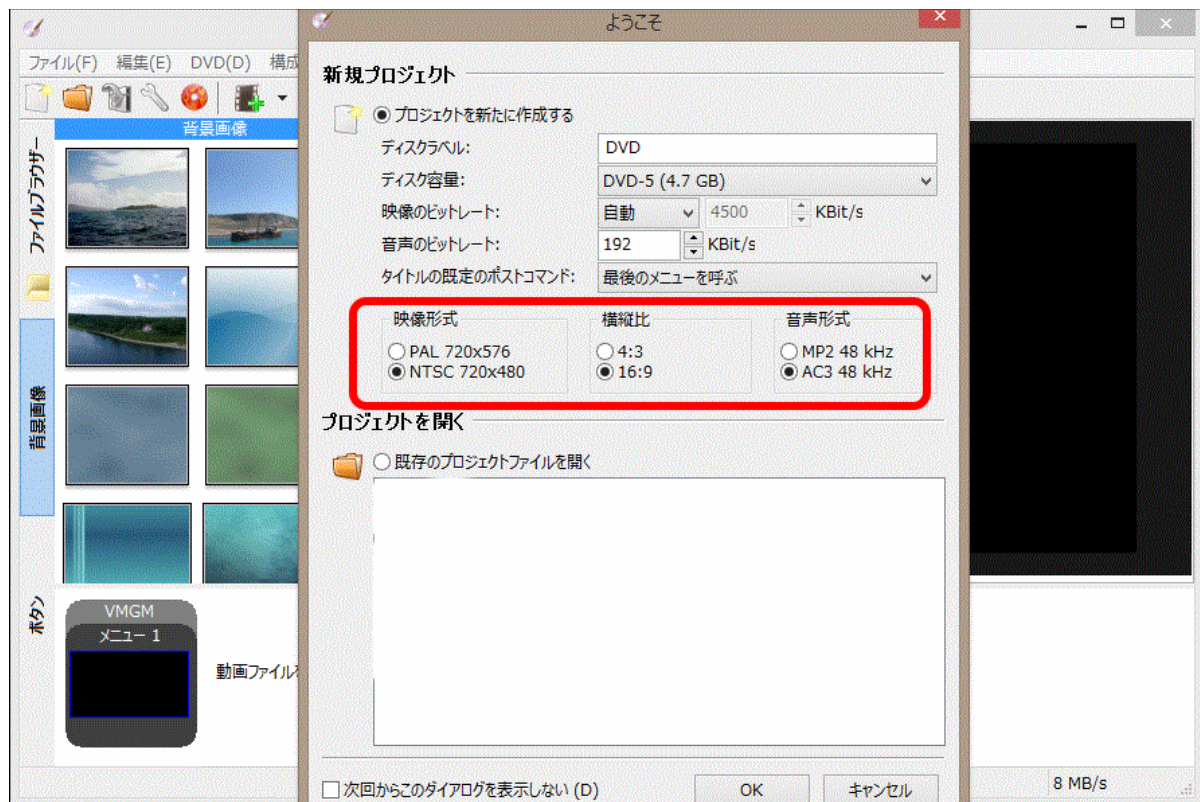 ようこそ
ファイル(F) 編集(E) DVD(D) 構成
新規プロジェクト
プロジェクトを新たに作成する
背景画像
ディスクラベル: DVD
ディスク容量: DVD-5 (4.7 GB)
映像のビットレート: 自動 4500 KBit/s
音声のビットレート: 192 KBit/s
タイトルの既定のポストコマンド: 最後のメニューを呼ぶ
映像形式 横縦比 音声形式
PAL 720x576 4:3 MP2 48 kHz
NTSC 720x480 16:9 AC3 48 kHz
プロジェクトを開く
既存のプロジェクトファイルを開く
ファイルブラウザー
背景画像
ボタン
VMGM
メニュー 1
動画ファイルを
次回からこのダイアログを表示しない (D) OK キャンセル
8 MB/s